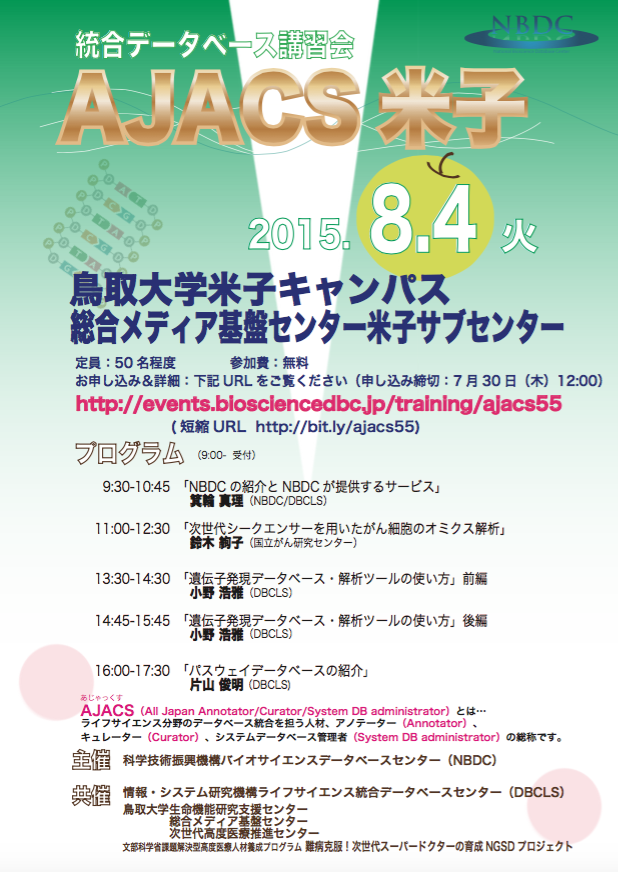 統合データベース講習会
NBDC
AJACS 米子
2015. 8.4 火
鳥取大学米子キャンパス
総合メディア基盤センター米子サブセンター
定員：50名程度 参加費：無料
お申し込み＆詳細：下記URLをご覧ください（申し込み締切：7月30日（木）12:00）
http://events.biosciencedbc.jp/training/ajacs55
(短縮URL http://bit.ly/ajacs55)
プログラム （9:00- 受付）
9:30-10:45 「NBDCの紹介とNBDCが提供するサービス」
箕輪 真理（NBDC/DBCLS）
11:00-12:30 「次世代シークエンサーを用いたがん細胞のオミクス解析」
鈴木 絢子（国立がん研究センター）
13:30-14:30 「遺伝子発現データベース・解析ツールの使い方」前編
小野 浩雅（DBCLS）
14:45-15:45 「遺伝子発現データベース・解析ツールの使い方」後編
小野 浩雅（DBCLS）
16:00-17:30 「パスウェイデータベースの紹介」
片山 俊明（DBCLS）
あじゃっくす
AJACS（All Japan Annotator/Curator/System DB administrator）とは…
ライフサイエンス分野のデータベース統合を担う人材、アノテーター（Annotator）、
キュレーター（Curator）、システムデータベース管理者（System DB administrator）の総称です。
主催 科学技術振興機構バイオサイエンスデータベースセンター（NBDC）
共催 情報・システム研究機構ライフサイエンス統合データベースセンター（DBCLS）
鳥取大学生命機能研究支援センター
総合メディア基盤センター
次世代高度医療推進センター
文部科学省課題解決型高度医療人材養成プログラム 難病克服！次世代スーパードクターの育成 NGSD プロジェクト